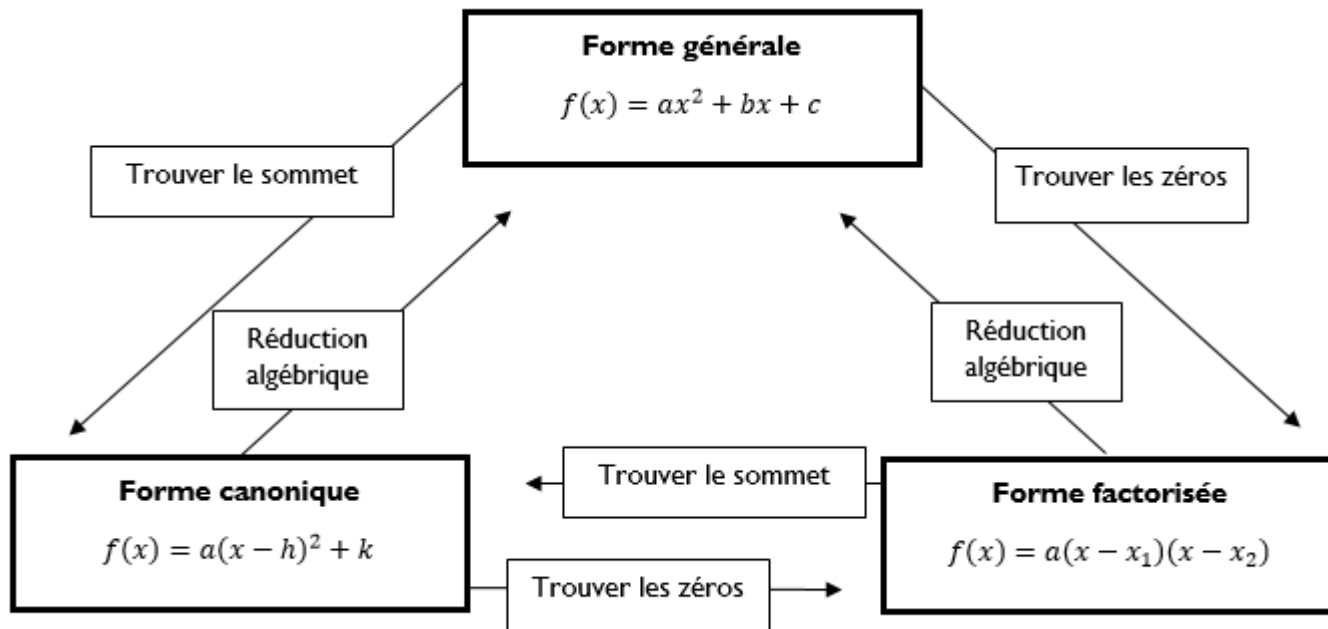 Forme générale
f(x) = ax² + bx + c
Trouver le sommet
Trouver les zéros
Réduction
algébrique
Réduction
algébrique
Forme canonique
f(x) = a(x − h)² + k
Trouver le sommet
Trouver les zéros
Forme factorisée
f(x) = a(x − x₁)(x − x₂)